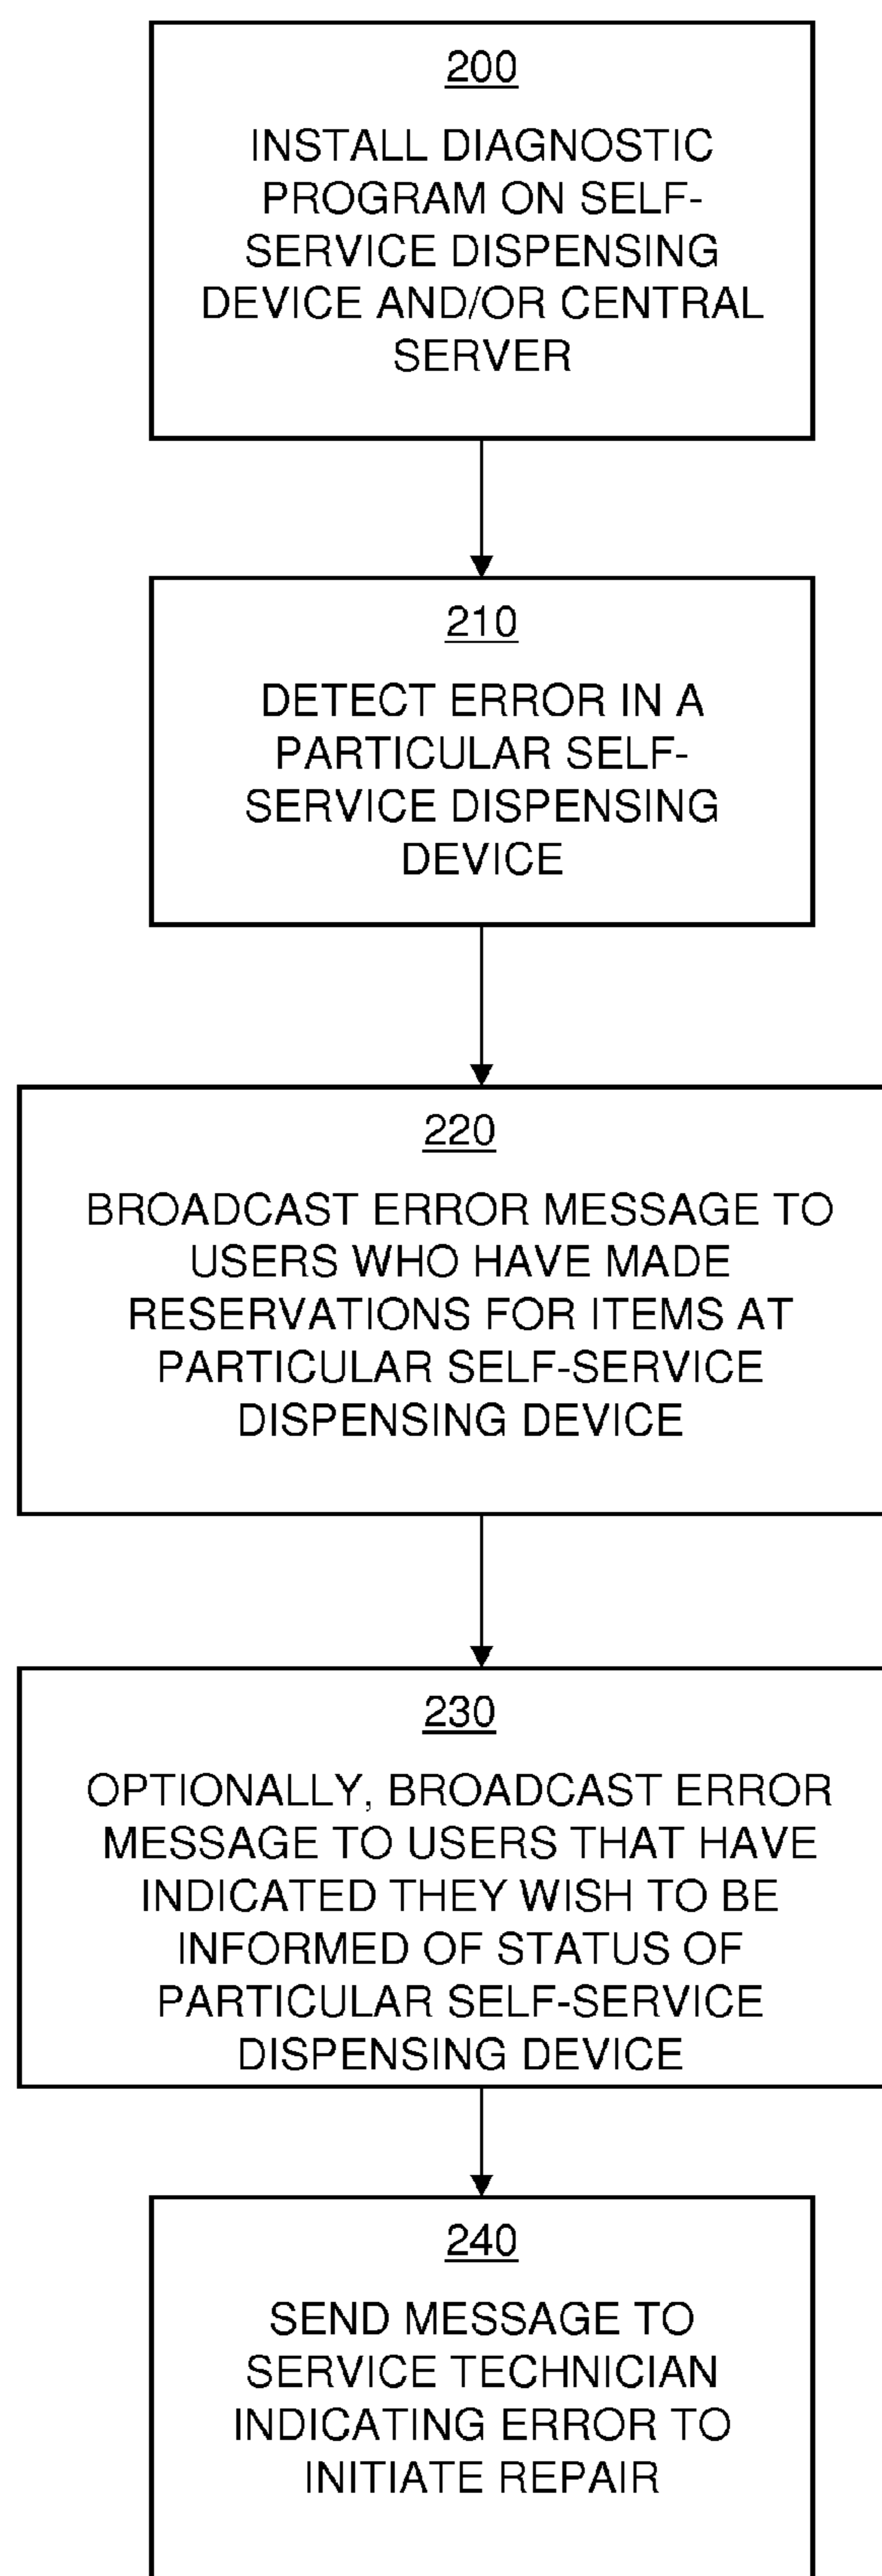 200
INSTALL DIAGNOSTIC
PROGRAM ON SELF-
SERVICE DISPENSING
DEVICE AND/OR CENTRAL
SERVER
210
DETECT ERROR IN A
PARTICULAR SELF-
SERVICE DISPENSING
DEVICE
220
BROADCAST ERROR MESSAGE TO
USERS WHO HAVE MADE
RESERVATIONS FOR ITEMS AT
PARTICULAR SELF-SERVICE
DISPENSING DEVICE
230
OPTIONALLY, BROADCAST ERROR
MESSAGE TO USERS THAT HAVE
INDICATED THEY WISH TO BE
INFORMED OF STATUS OF
PARTICULAR SELF-SERVICE
DISPENSING DEVICE
240
SEND MESSAGE TO
SERVICE TECHNICIAN
INDICATING ERROR TO
INITIATE REPAIR